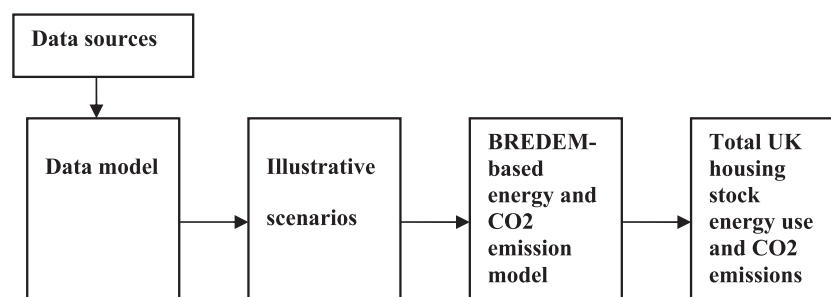 Data sources
Data model
Illustrative
scenarios
BREDEM-
based
energy and
CO2
emission
model
Total UK
housing
stock
energy use
and CO2
emissions